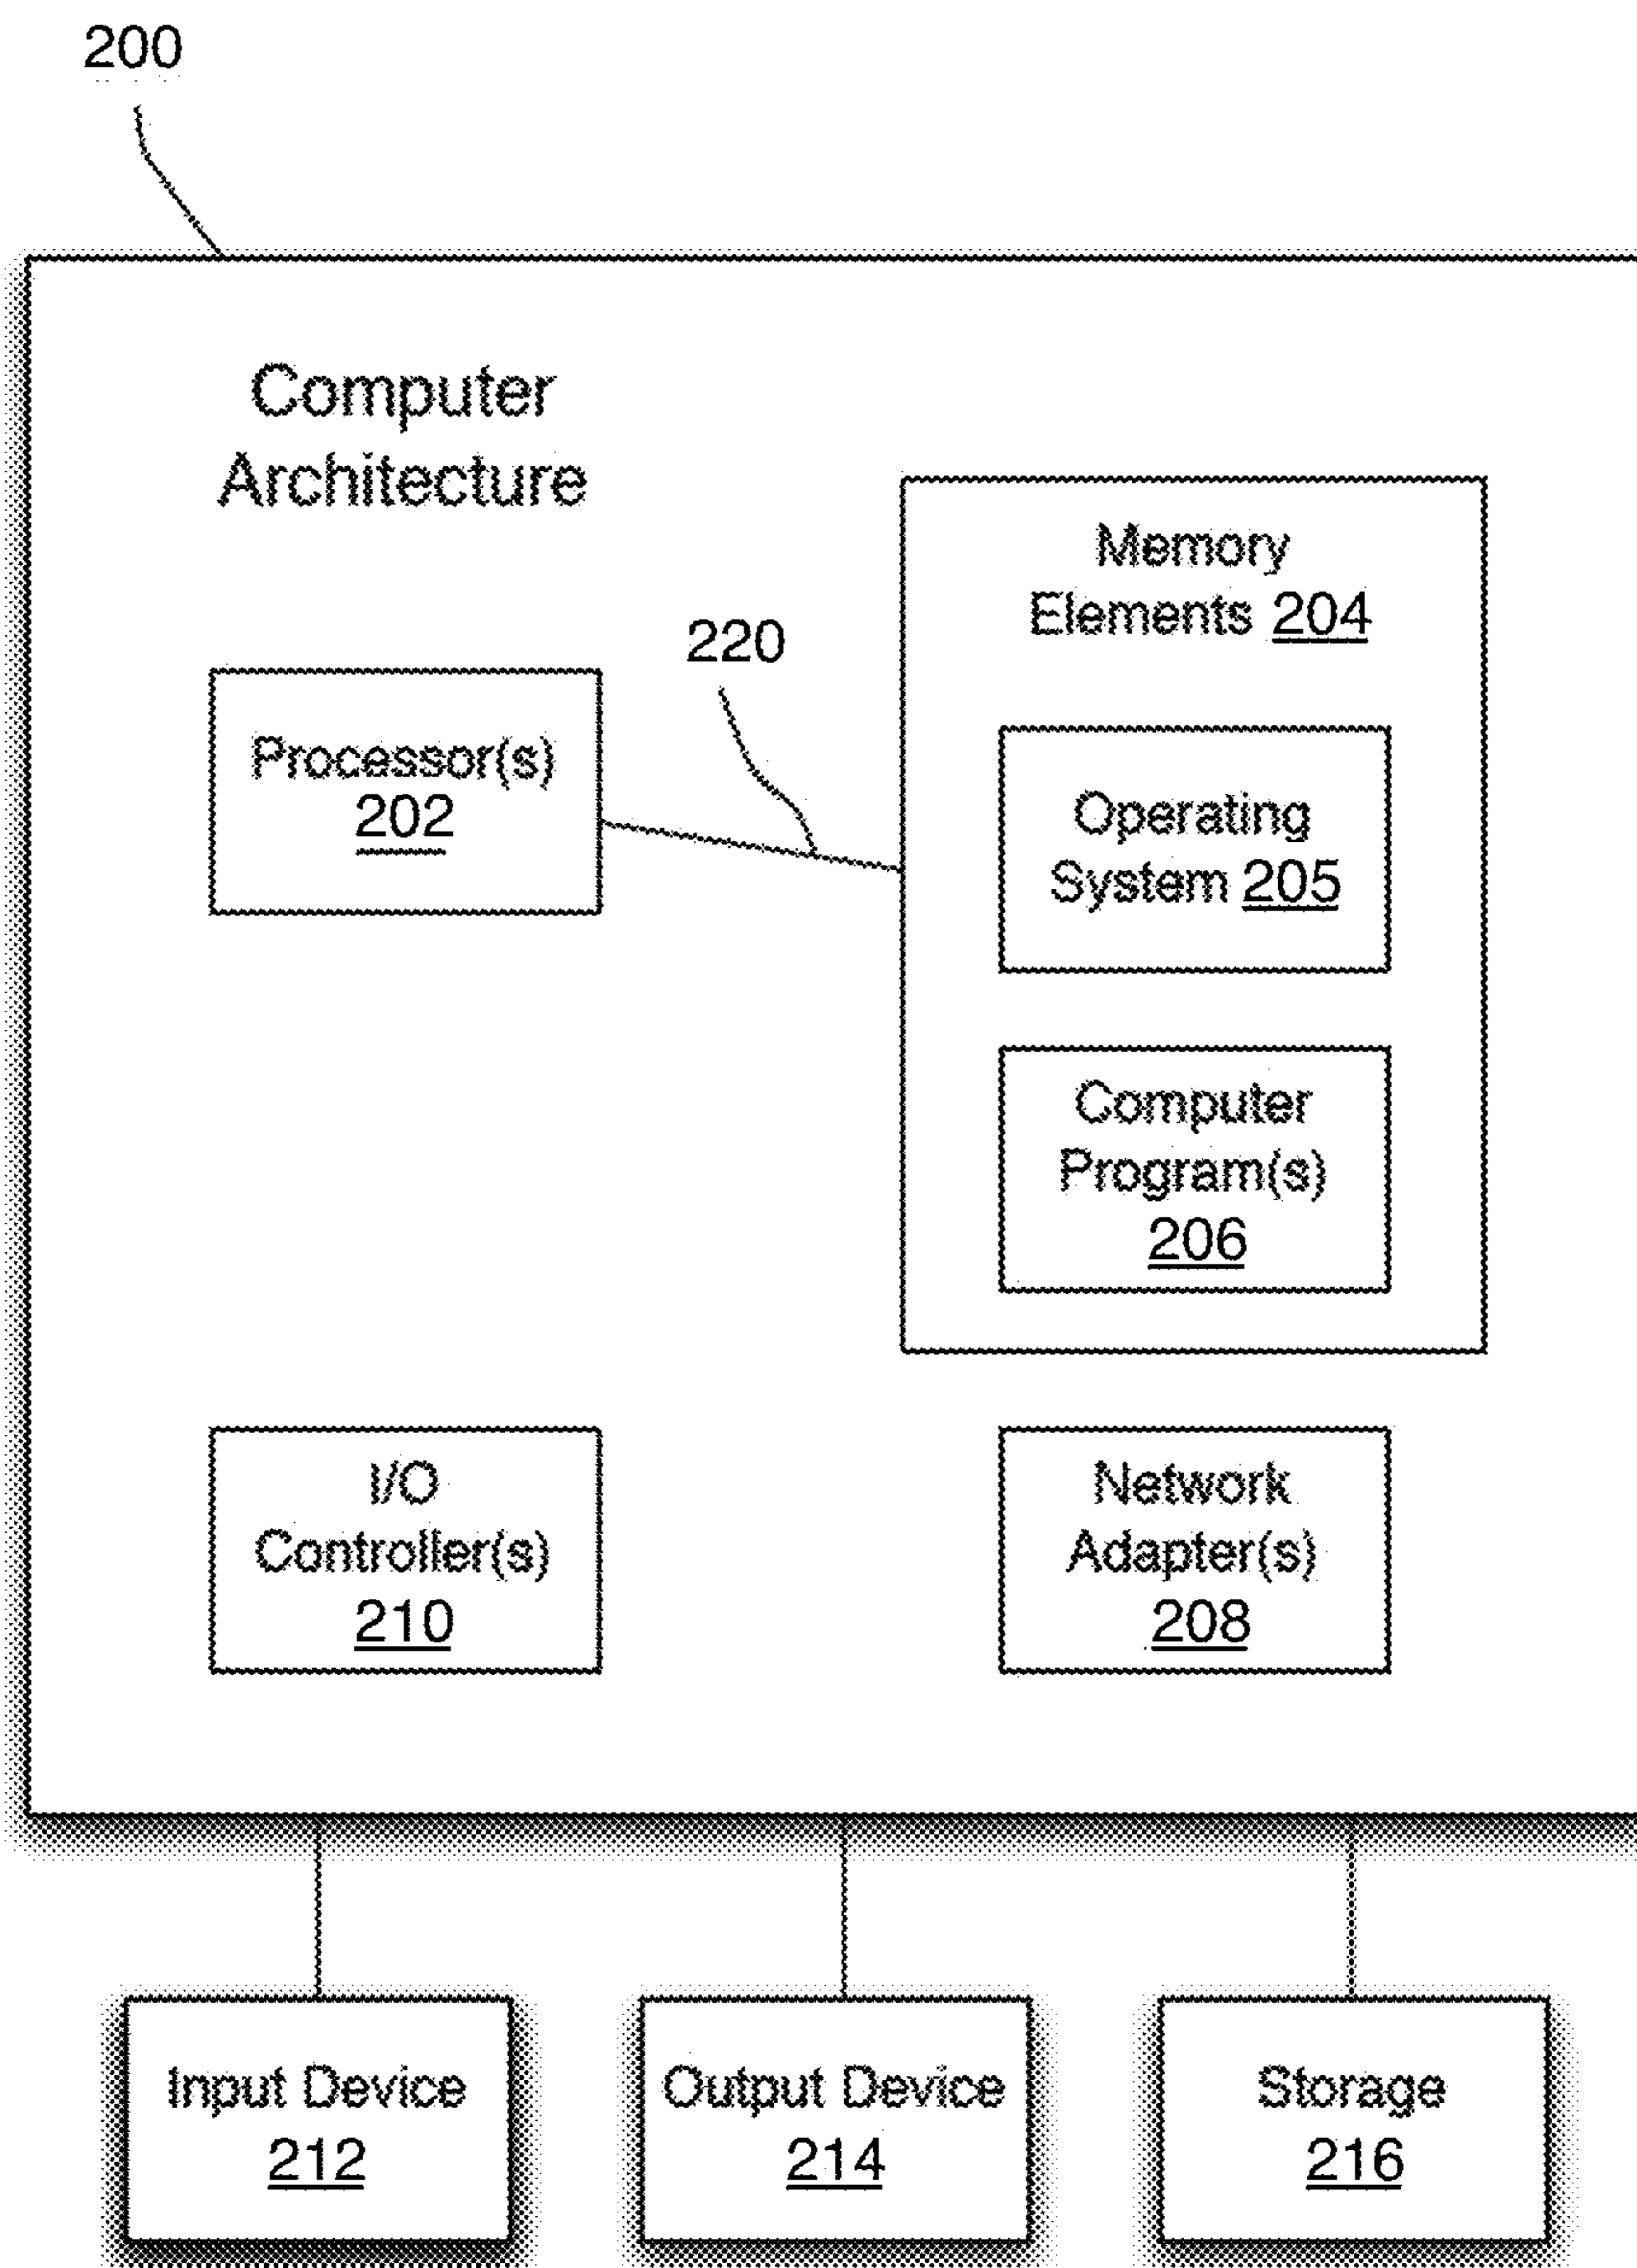 200
Computer
Architecture
Memory
Elements 204
220
Processor(s)
202
Operating
System 205
Computer
Program(s)
206
I/O
Controller(s)
210
Network
Adapter(s)
208
Input Device
212
Output Device
214
Storage
216